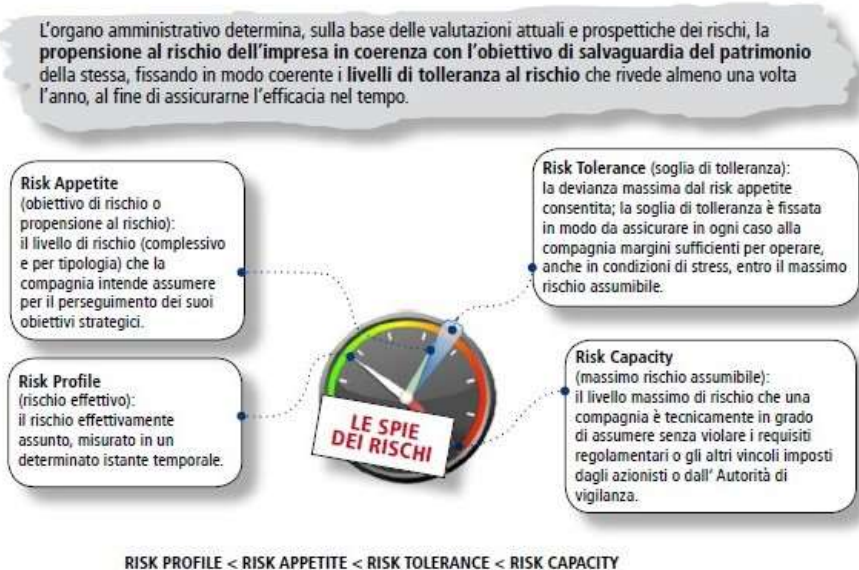 L'organo amministrativo determina, sulla base delle valutazioni attuali e prospettiche dei rischi, la
propensione al rischio dell'impresa in coerenza con l'obiettivo di salvaguardia del patrimonio
della stessa, fissando in modo coerente i livelli di tolleranza al rischio che rivede almeno una volta
l'anno, al fine di assicurarne l'efficacia nel tempo.
Risk Appetite
(obiettivo di rischio o
propensione al rischio):
il livello di rischio (complessivo
e per tipologia) che la
compagnia intende assumere
per il perseguimento dei suoi
obiettivi strategici.
Risk Tolerance (soglia di tolleranza):
la devianza massima dal risk appetite
consentita; la soglia di tolleranza è fissata
in modo da assicurare in ogni caso alla
compagnia margini sufficienti per operare,
anche in condizioni di stress, entro il massimo
rischio assumibile.
Risk Profile
(rischio effettivo):
il rischio effettivamente
assunto, misurato in un
determinato istante temporale.
LE SPIE
DEI RISCHI
Risk Capacity
(massimo rischio assumibile):
il livello massimo di rischio che una
compagnia è tecnicamente in grado
di assumere senza violare i requisiti
regolamentari o gli altri vincoli imposti
dagli azionisti o dall' Autorità di
vigilanza.
RISK PROFILE < RISK APPETITE < RISK TOLERANCE < RISK CAPACITY